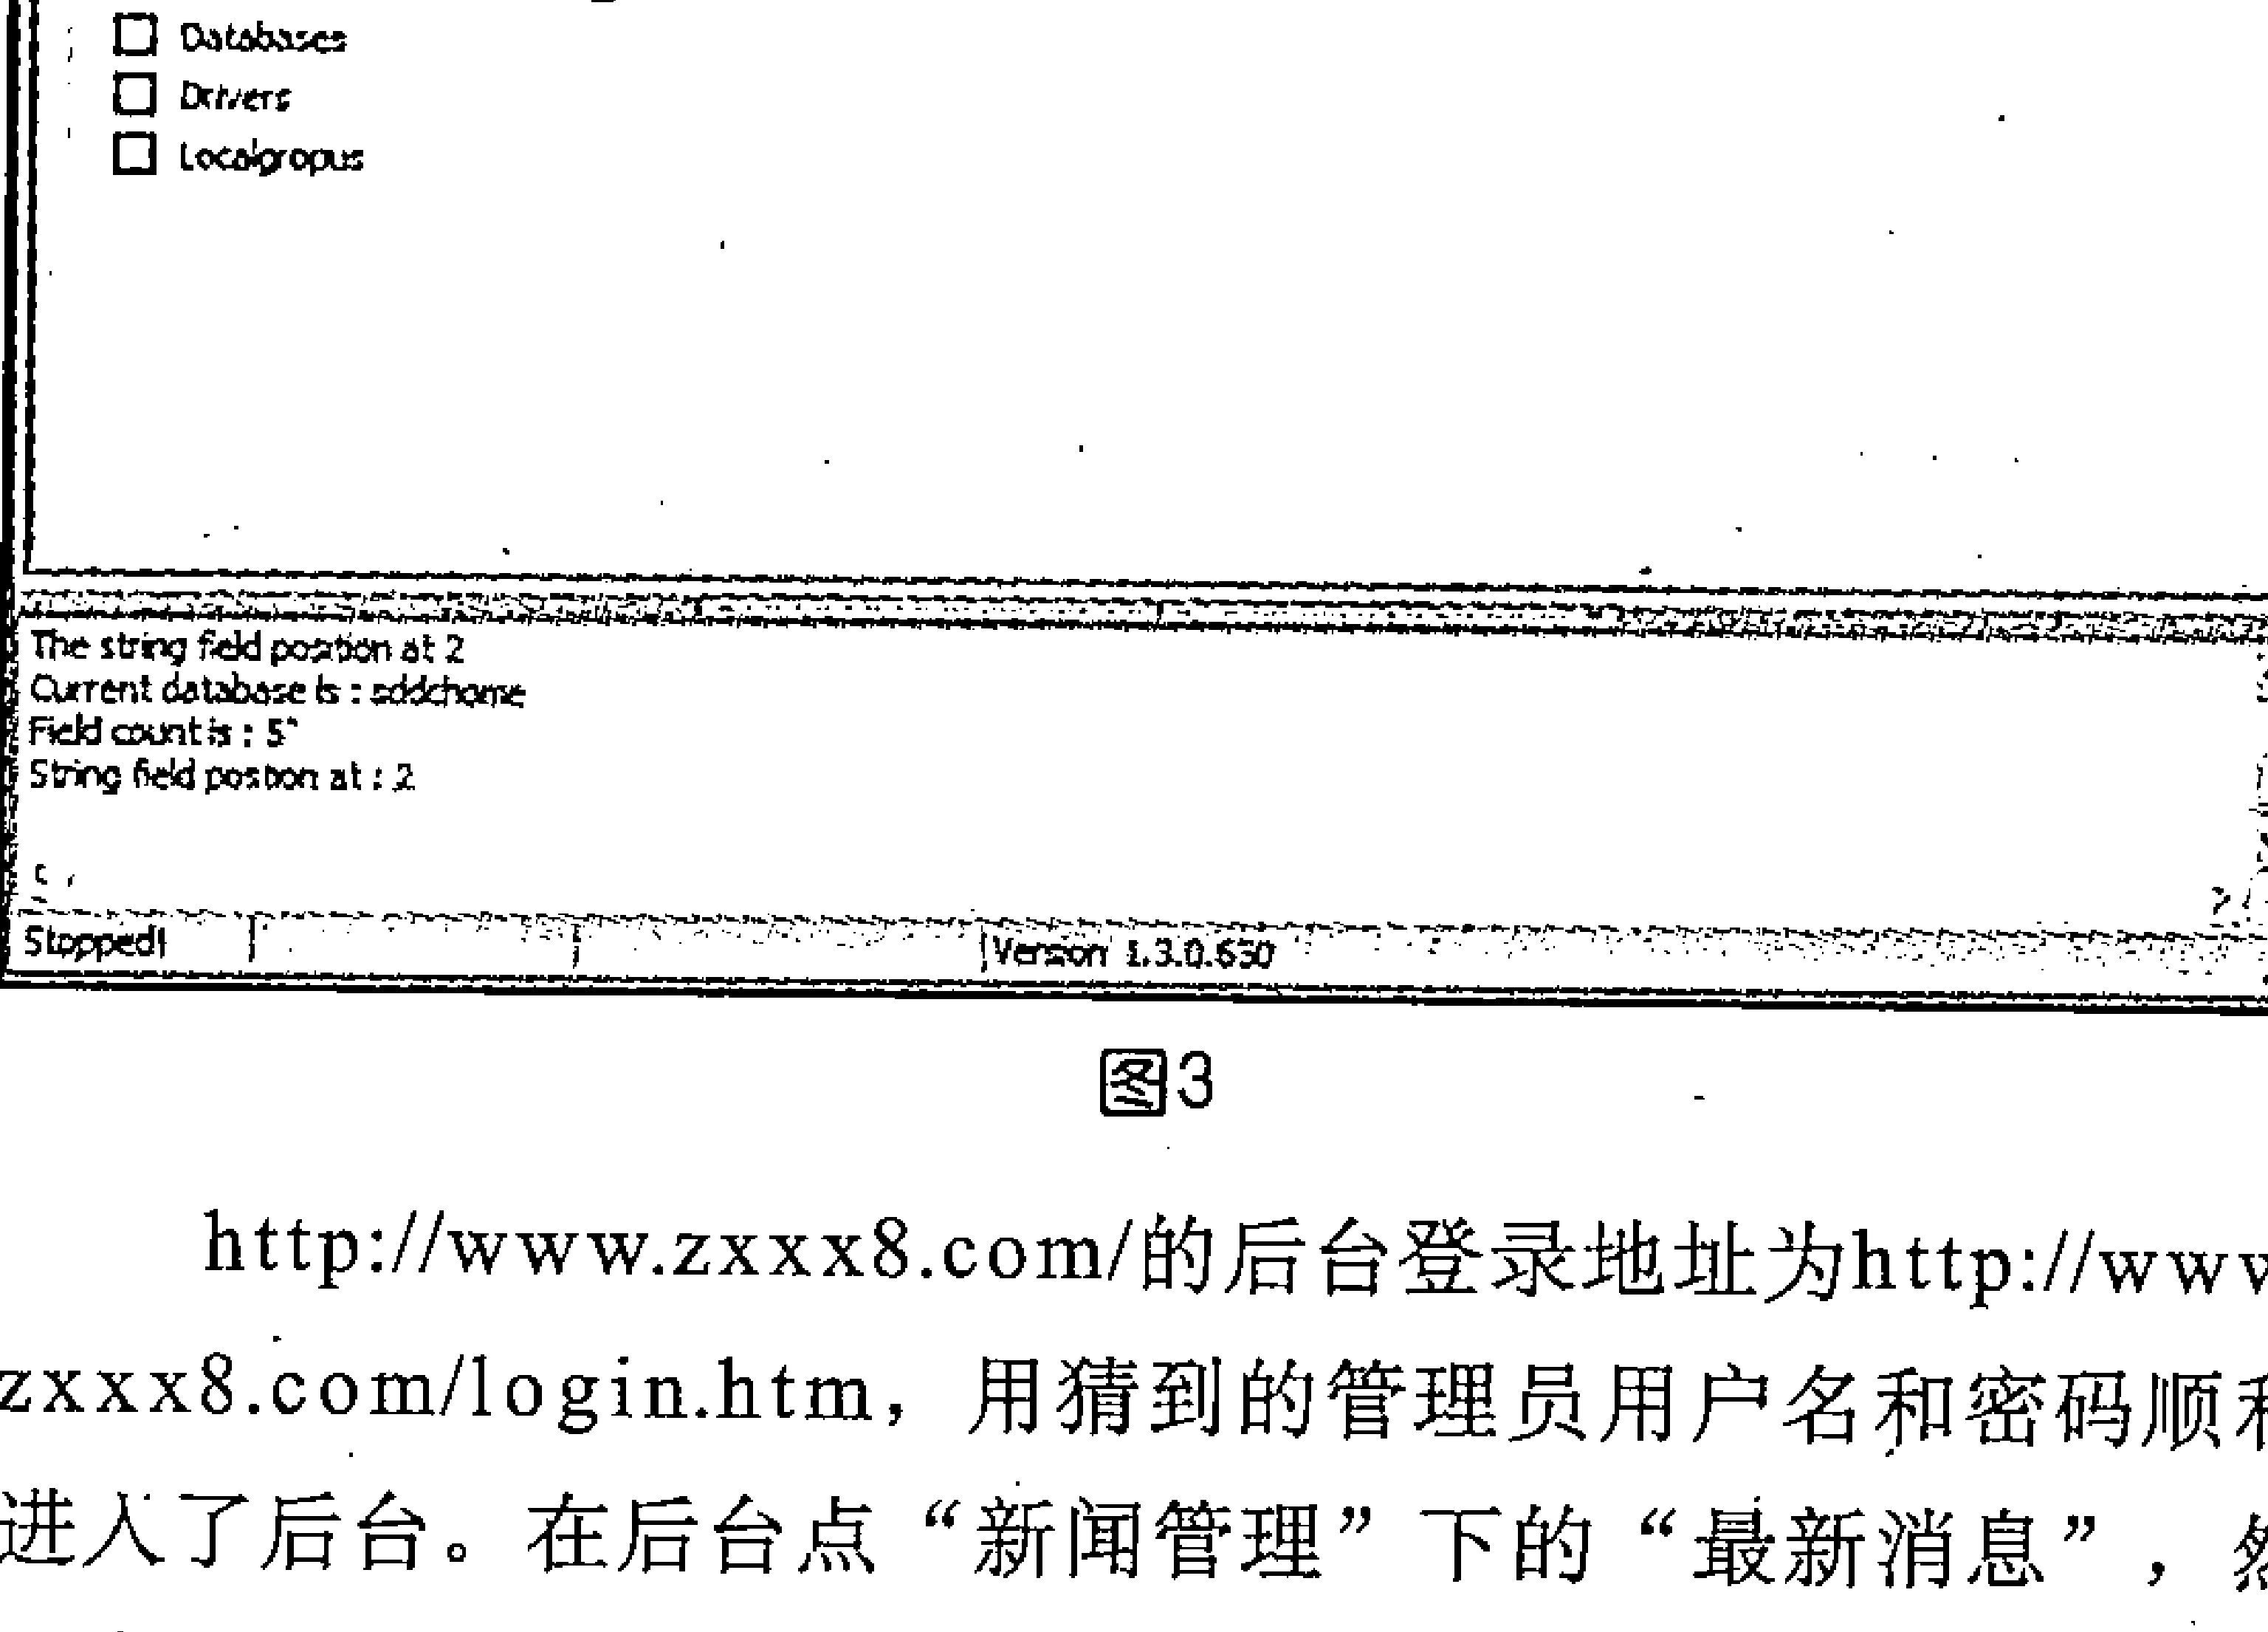 Databases
Drivers
Localgropus
The string field position at 2
Current database is : sddchome
Field count is : 5
String field postion at : 2
Stopped!
Version 1.3.0.630
图3
http://www.zxxx8.com/的后台登录地址为http://www
zxxx8.com/login.htm，用猜到的管理员用户名和密码顺利
进入了后台。在后台点“新闻管理”下的“最新消息”，然